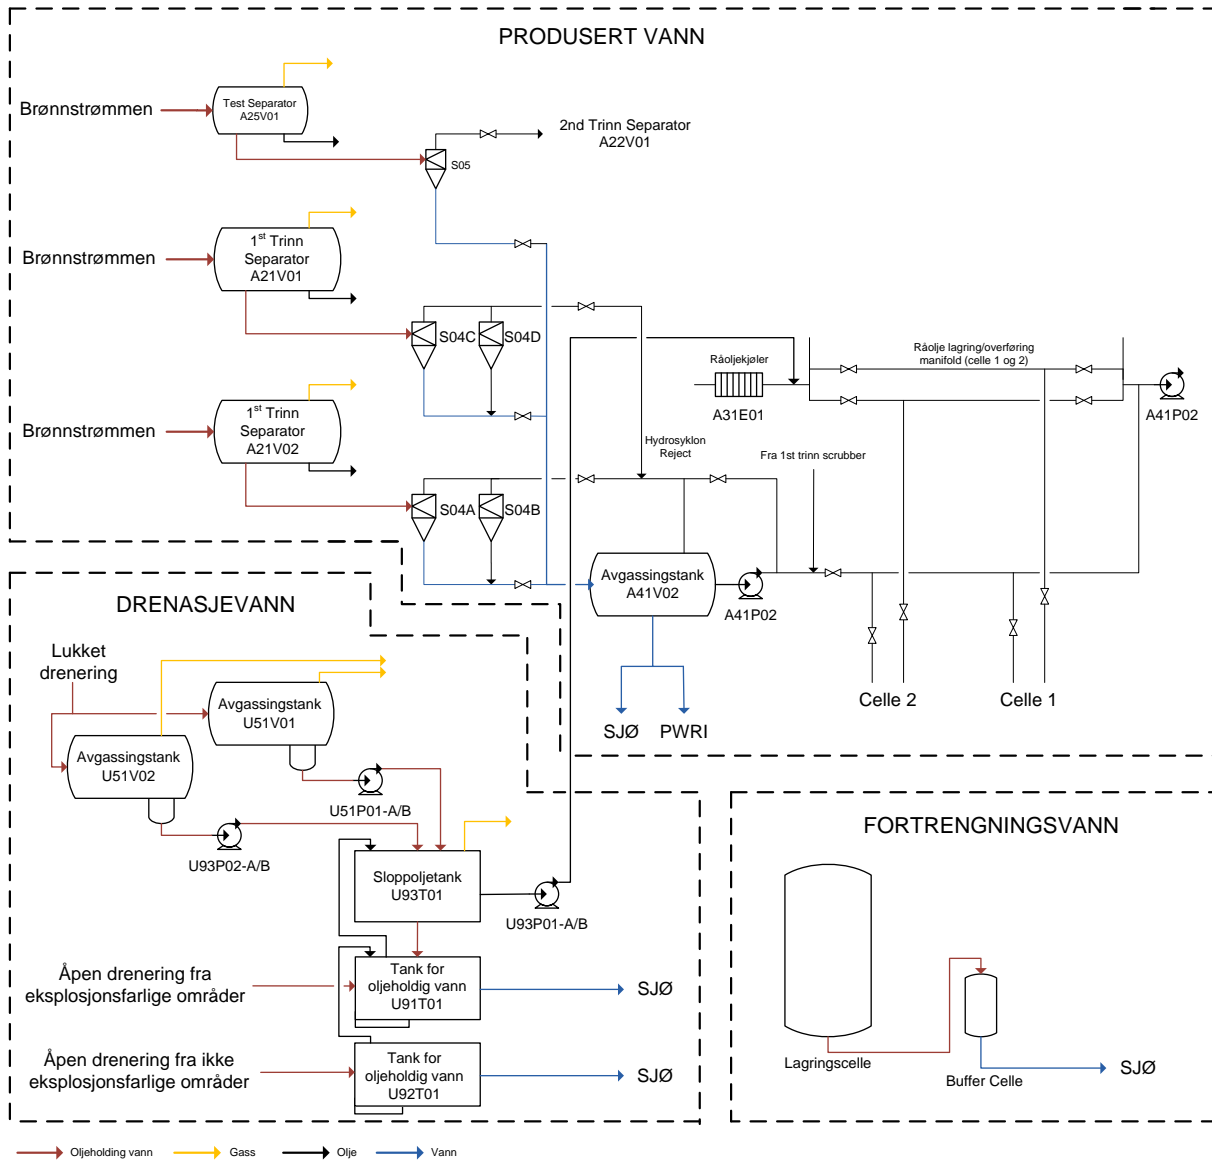 PRODUSERT VANN
Brønnstrømmen
Test Separator
A25V01
2nd Trinn Separator
A22V01
S05
Brønnstrømmen
1st Trinn
Separator
A21V01
S04C
S04D
Råolje lagring/overføring
manifold (celle 1 og 2)
Råoljekjøler
A31E01
A41P02
Brønnstrømmen
1st Trinn
Separator
A21V02
Hydrosyklon
Reject
Fra 1st trinn scrubber
S04A
S04B
Avgassingstank
A41V02
A41P02
Celle 2
Celle 1
SJØ
PWRI
DRENASJEVANN
Lukket
drenering
Avgassingstank
U51V01
Avgassingstank
U51V02
U51P01-A/B
U93P02-A/B
Sloppoljetank
U93T01
U93P01-A/B
Åpen drenering fra
eksplosjonsfarlige områder
Tank for
oljeholdig vann
U91T01
SJØ
Åpen drenering fra ikke
eksplosjonsfarlige områder
Tank for
oljeholdig vann
U92T01
SJØ
FORTRENGNINGSVANN
Lagringscelle
Buffer Celle
SJØ
Oljeholding vann
Gass
Olje
Vann